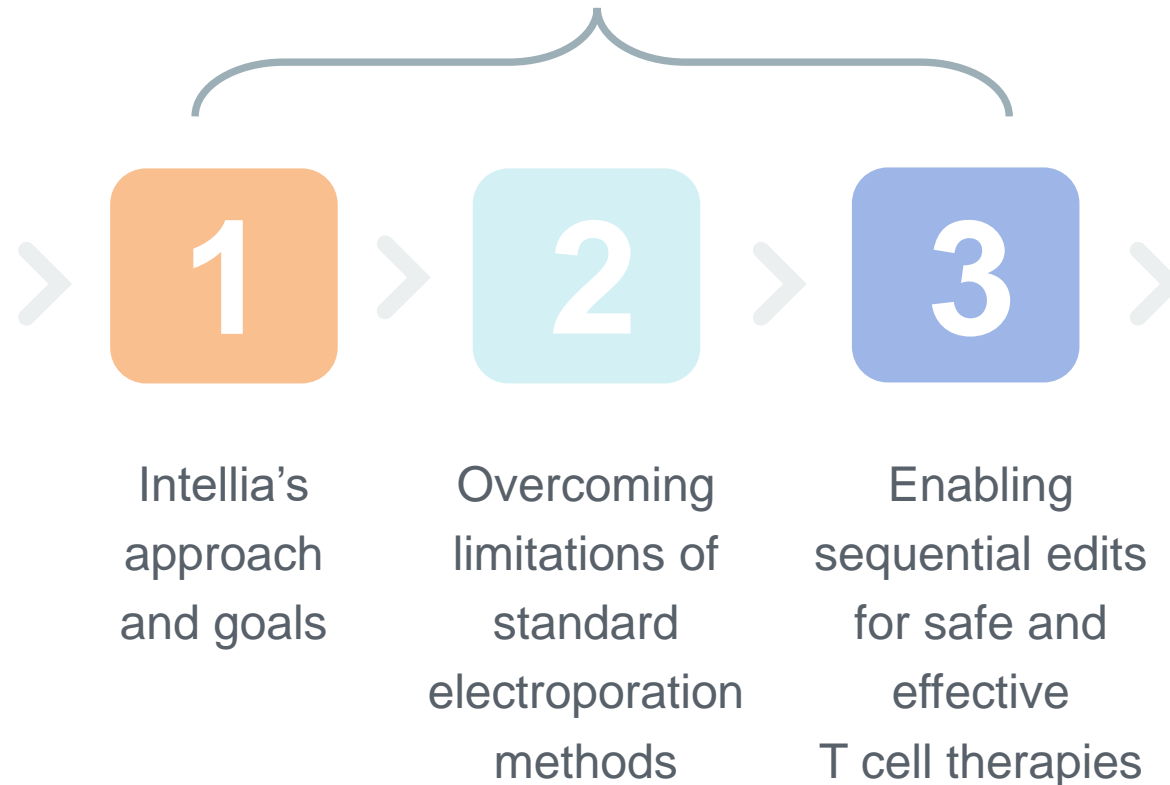 1
2
3
Intellia’s
approach
and goals
Overcoming
limitations of
standard
electroporation
methods
Enabling
sequential edits
for safe and
effective
T cell therapies